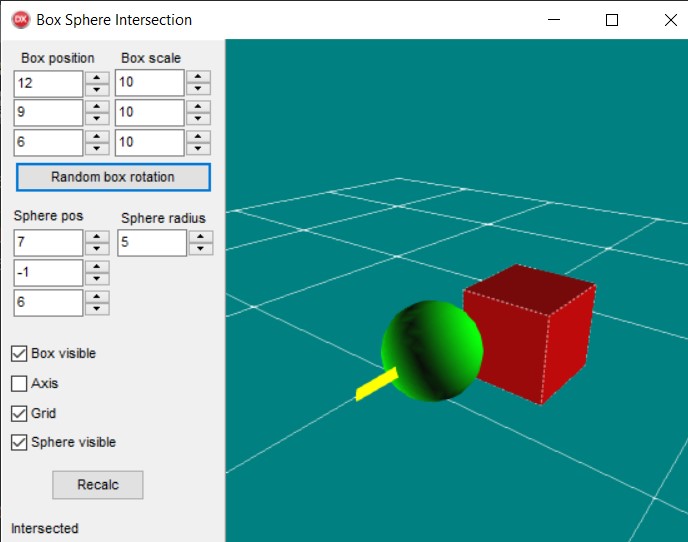 DX Box Sphere Intersection
Box position Box scale
12 10
9 10
6 10
Random box rotation
Sphere pos Sphere radius
7 5
-1
6
Box visible
Axis
Grid
Sphere visible
Recalc
Intersected